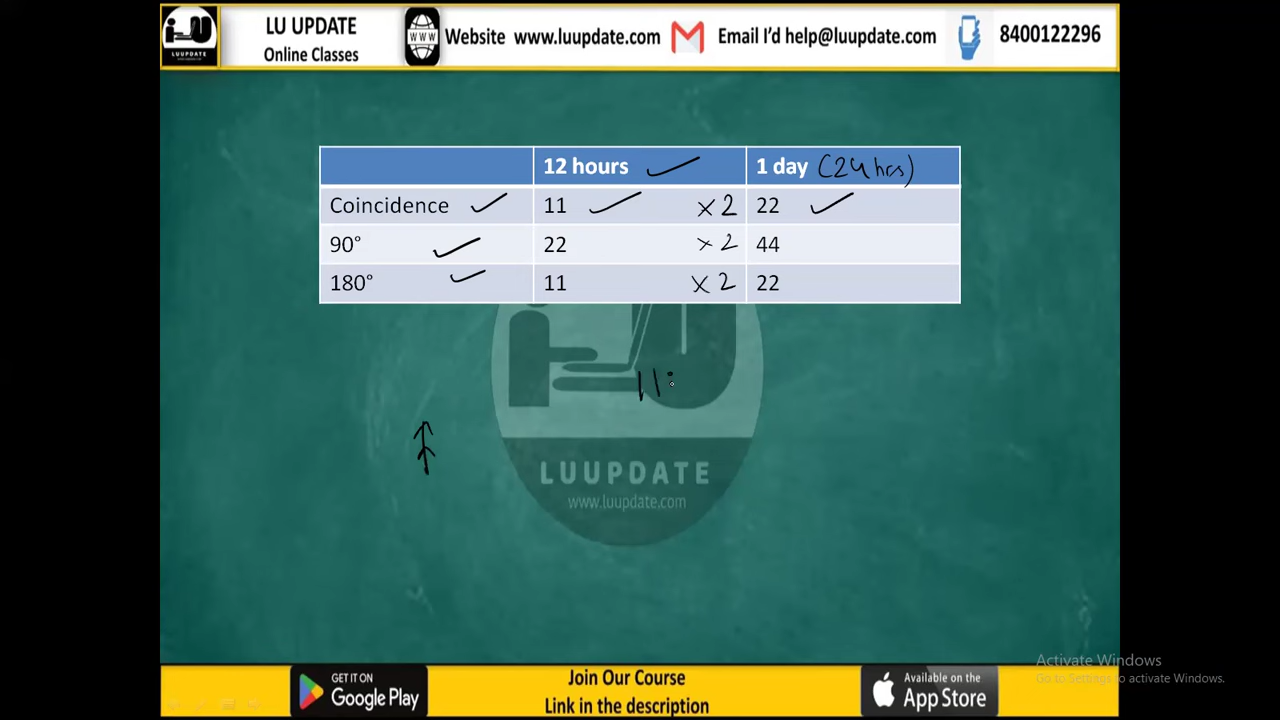 LU UPDATE
Online Classes
LUUPDATE
WWW
Website www.luupdate.com
Email I'd help@luupdate.com
8400122296
12 hours 1 day (24 hrs)
Coincidence 11 ×2 22
90° 22 ×2 44
180° 11 ×2 22
11:
LUUPDATE
www.luupdate.com
Activate Windows
Go to Settings to activate Windows.
GET IT ON
Google Play
Join Our Course
Link in the description
Available on the
App Store